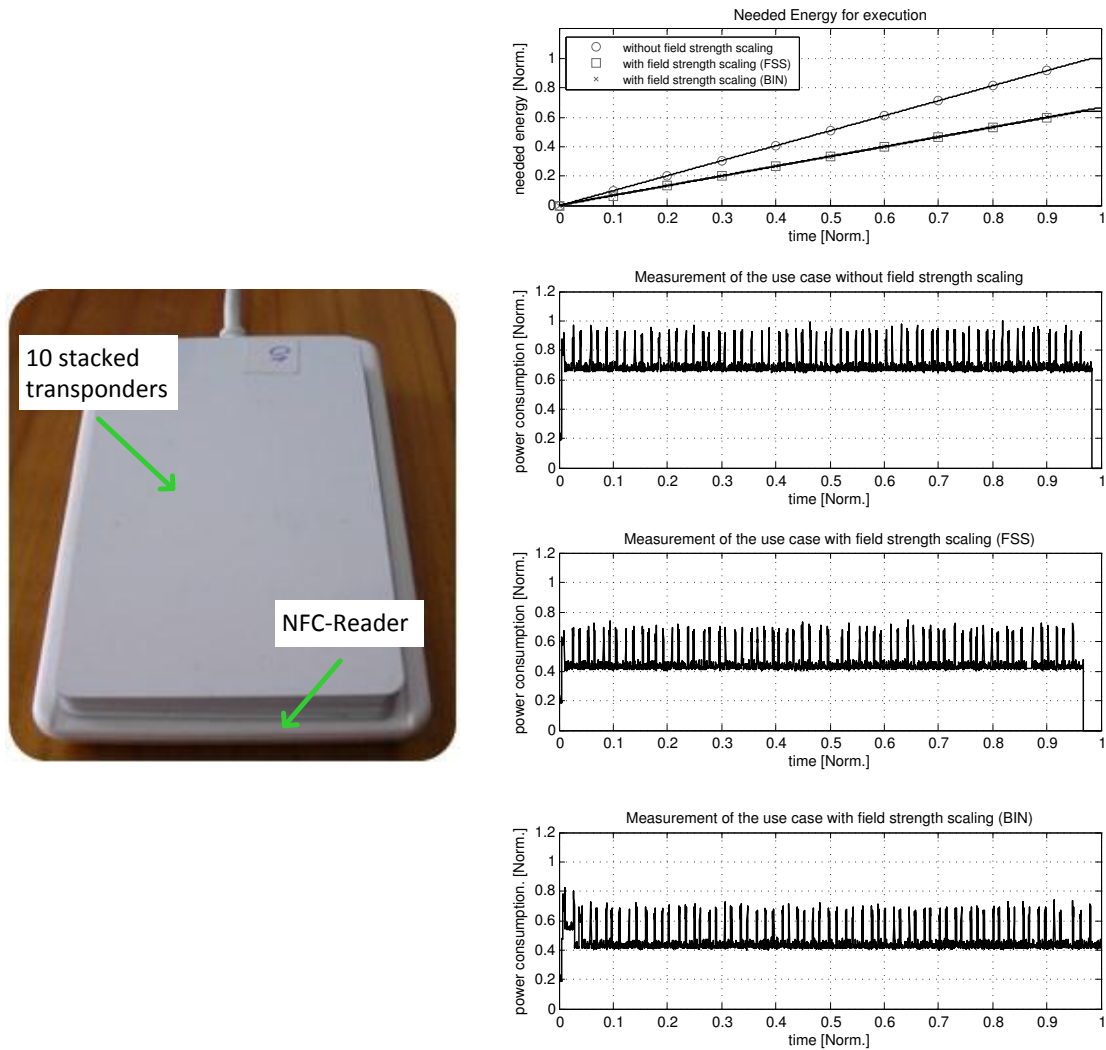 10 stacked
transponders
NFC-Reader
Needed Energy for execution
without field strength scaling
with field strength scaling (FSS)
with field strength scaling (BIN)
needed energy [Norm.]
1
0.8
0.6
0.4
0.2
0
0 0.1 0.2 0.3 0.4 0.5 0.6 0.7 0.8 0.9 1
time [Norm.]
Measurement of the use case without field strength scaling
power consumption [Norm.]
1.2
1
0.8
0.6
0.4
0.2
0
0 0.1 0.2 0.3 0.4 0.5 0.6 0.7 0.8 0.9 1
time [Norm.]
Measurement of the use case with field strength scaling (FSS)
power consumption [Norm.]
1.2
1
0.8
0.6
0.4
0.2
0
0 0.1 0.2 0.3 0.4 0.5 0.6 0.7 0.8 0.9 1
time [Norm.]
Measurement of the use case with field strength scaling (BIN)
power consumption. [Norm.]
1.2
1
0.8
0.6
0.4
0.2
0
0 0.1 0.2 0.3 0.4 0.5 0.6 0.7 0.8 0.9 1
time [Norm.]